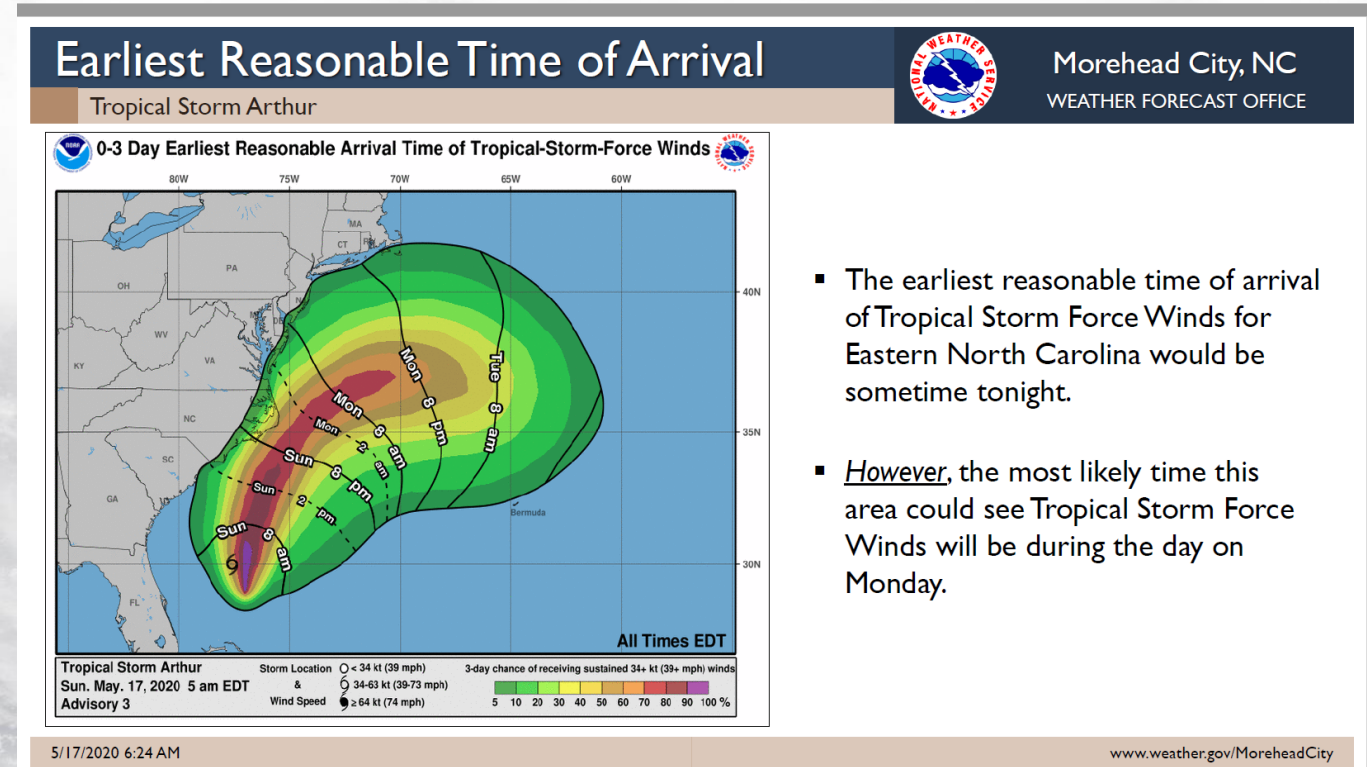 Earliest Reasonable Time of Arrival
Tropical Storm Arthur
NATIONAL WEATHER SERVICE
Morehead City, NC
WEATHER FORECAST OFFICE
NOAA
0-3 Day Earliest Reasonable Arrival Time of Tropical-Storm-Force Winds
80W 75W 70W 65W 60W
MA
CT RI
PA
OH
NJ
40N
MD DE
WV
VA
KY
Mon 8 pm
Tue 8 am
Mon 8 am
NC
Mon 2 am
35N
SC
Sun 8 pm
GA
Sun 2 pm
Bermuda
Sun 8 am
30N
FL
All Times EDT
Tropical Storm Arthur
Sun. May. 17, 2020 5 am EDT
Advisory 3
Storm Location
&
Wind Speed
< 34 kt (39 mph)
34-63 kt (39-73 mph)
≥ 64 kt (74 mph)
3-day chance of receiving sustained 34+ kt (39+ mph) winds
5 10 20 30 40 50 60 70 80 90 100 %
▪ The earliest reasonable time of arrival
of Tropical Storm Force Winds for
Eastern North Carolina would be
sometime tonight.
▪ However, the most likely time this
area could see Tropical Storm Force
Winds will be during the day on
Monday.
5/17/2020 6:24 AM
www.weather.gov/MoreheadCity